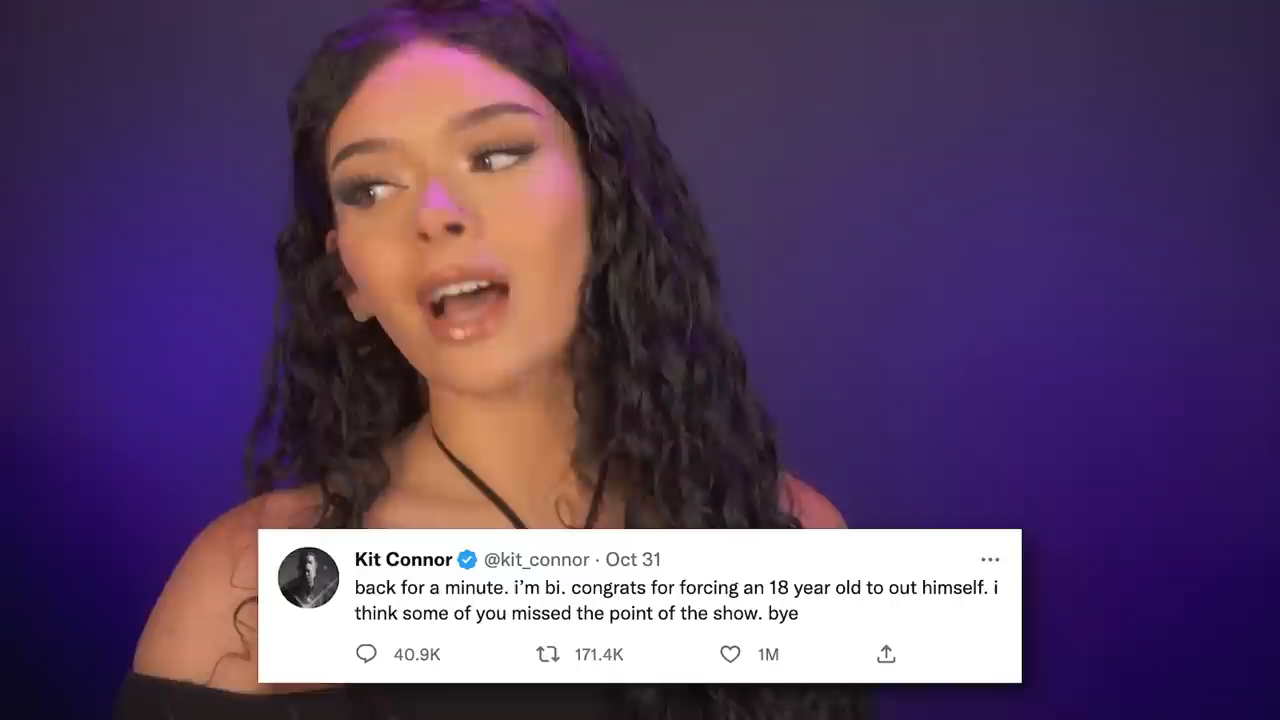 Kit Connor @kit_connor · Oct 31
back for a minute. i’m bi. congrats for forcing an 18 year old to out himself. i
think some of you missed the point of the show. bye
40.9K 171.4K 1M